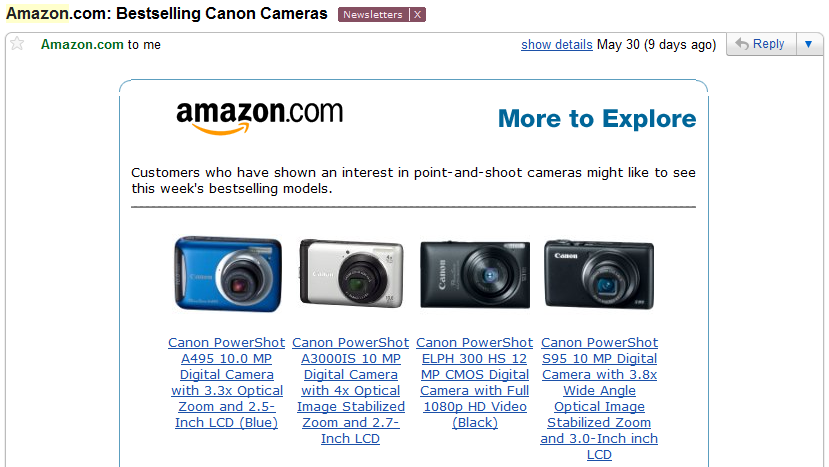 Amazon.com: Bestselling Canon Cameras Newsletters X
Amazon.com to me show details May 30 (9 days ago) Reply
amazon.com More to Explore
Customers who have shown an interest in point-and-shoot cameras might like to see
this week's bestselling models.
Canon
Canon
Canon
Canon
Canon PowerShot
A495 10.0 MP
Digital Camera
with 3.3x Optical
Zoom and 2.5-
Inch LCD (Blue)
Canon PowerShot
A3000IS 10 MP
Digital Camera
with 4x Optical
Image Stabilized
Zoom and 2.7-
Inch LCD
Canon PowerShot
ELPH 300 HS 12
MP CMOS Digital
Camera with Full
1080p HD Video
(Black)
Canon PowerShot
S95 10 MP Digital
Camera with 3.8x
Wide Angle
Optical Image
Stabilized Zoom
and 3.0-Inch inch
LCD